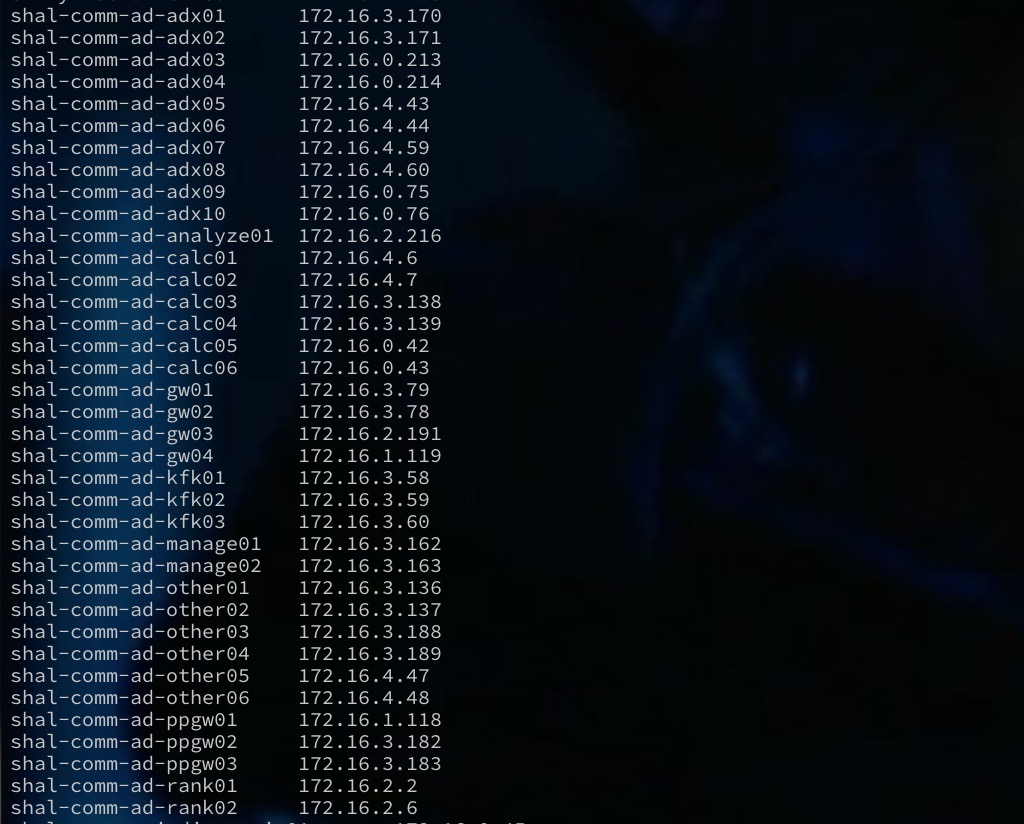 shal-comm-ad-adx01 172.16.3.170
shal-comm-ad-adx02 172.16.3.171
shal-comm-ad-adx03 172.16.0.213
shal-comm-ad-adx04 172.16.0.214
shal-comm-ad-adx05 172.16.4.43
shal-comm-ad-adx06 172.16.4.44
shal-comm-ad-adx07 172.16.4.59
shal-comm-ad-adx08 172.16.4.60
shal-comm-ad-adx09 172.16.0.75
shal-comm-ad-adx10 172.16.0.76
shal-comm-ad-analyze01 172.16.2.216
shal-comm-ad-calc01 172.16.4.6
shal-comm-ad-calc02 172.16.4.7
shal-comm-ad-calc03 172.16.3.138
shal-comm-ad-calc04 172.16.3.139
shal-comm-ad-calc05 172.16.0.42
shal-comm-ad-calc06 172.16.0.43
shal-comm-ad-gw01 172.16.3.79
shal-comm-ad-gw02 172.16.3.78
shal-comm-ad-gw03 172.16.2.191
shal-comm-ad-gw04 172.16.1.119
shal-comm-ad-kfk01 172.16.3.58
shal-comm-ad-kfk02 172.16.3.59
shal-comm-ad-kfk03 172.16.3.60
shal-comm-ad-manage01 172.16.3.162
shal-comm-ad-manage02 172.16.3.163
shal-comm-ad-other01 172.16.3.136
shal-comm-ad-other02 172.16.3.137
shal-comm-ad-other03 172.16.3.188
shal-comm-ad-other04 172.16.3.189
shal-comm-ad-other05 172.16.4.47
shal-comm-ad-other06 172.16.4.48
shal-comm-ad-ppgw01 172.16.1.118
shal-comm-ad-ppgw02 172.16.3.182
shal-comm-ad-ppgw03 172.16.3.183
shal-comm-ad-rank01 172.16.2.2
shal-comm-ad-rank02 172.16.2.6